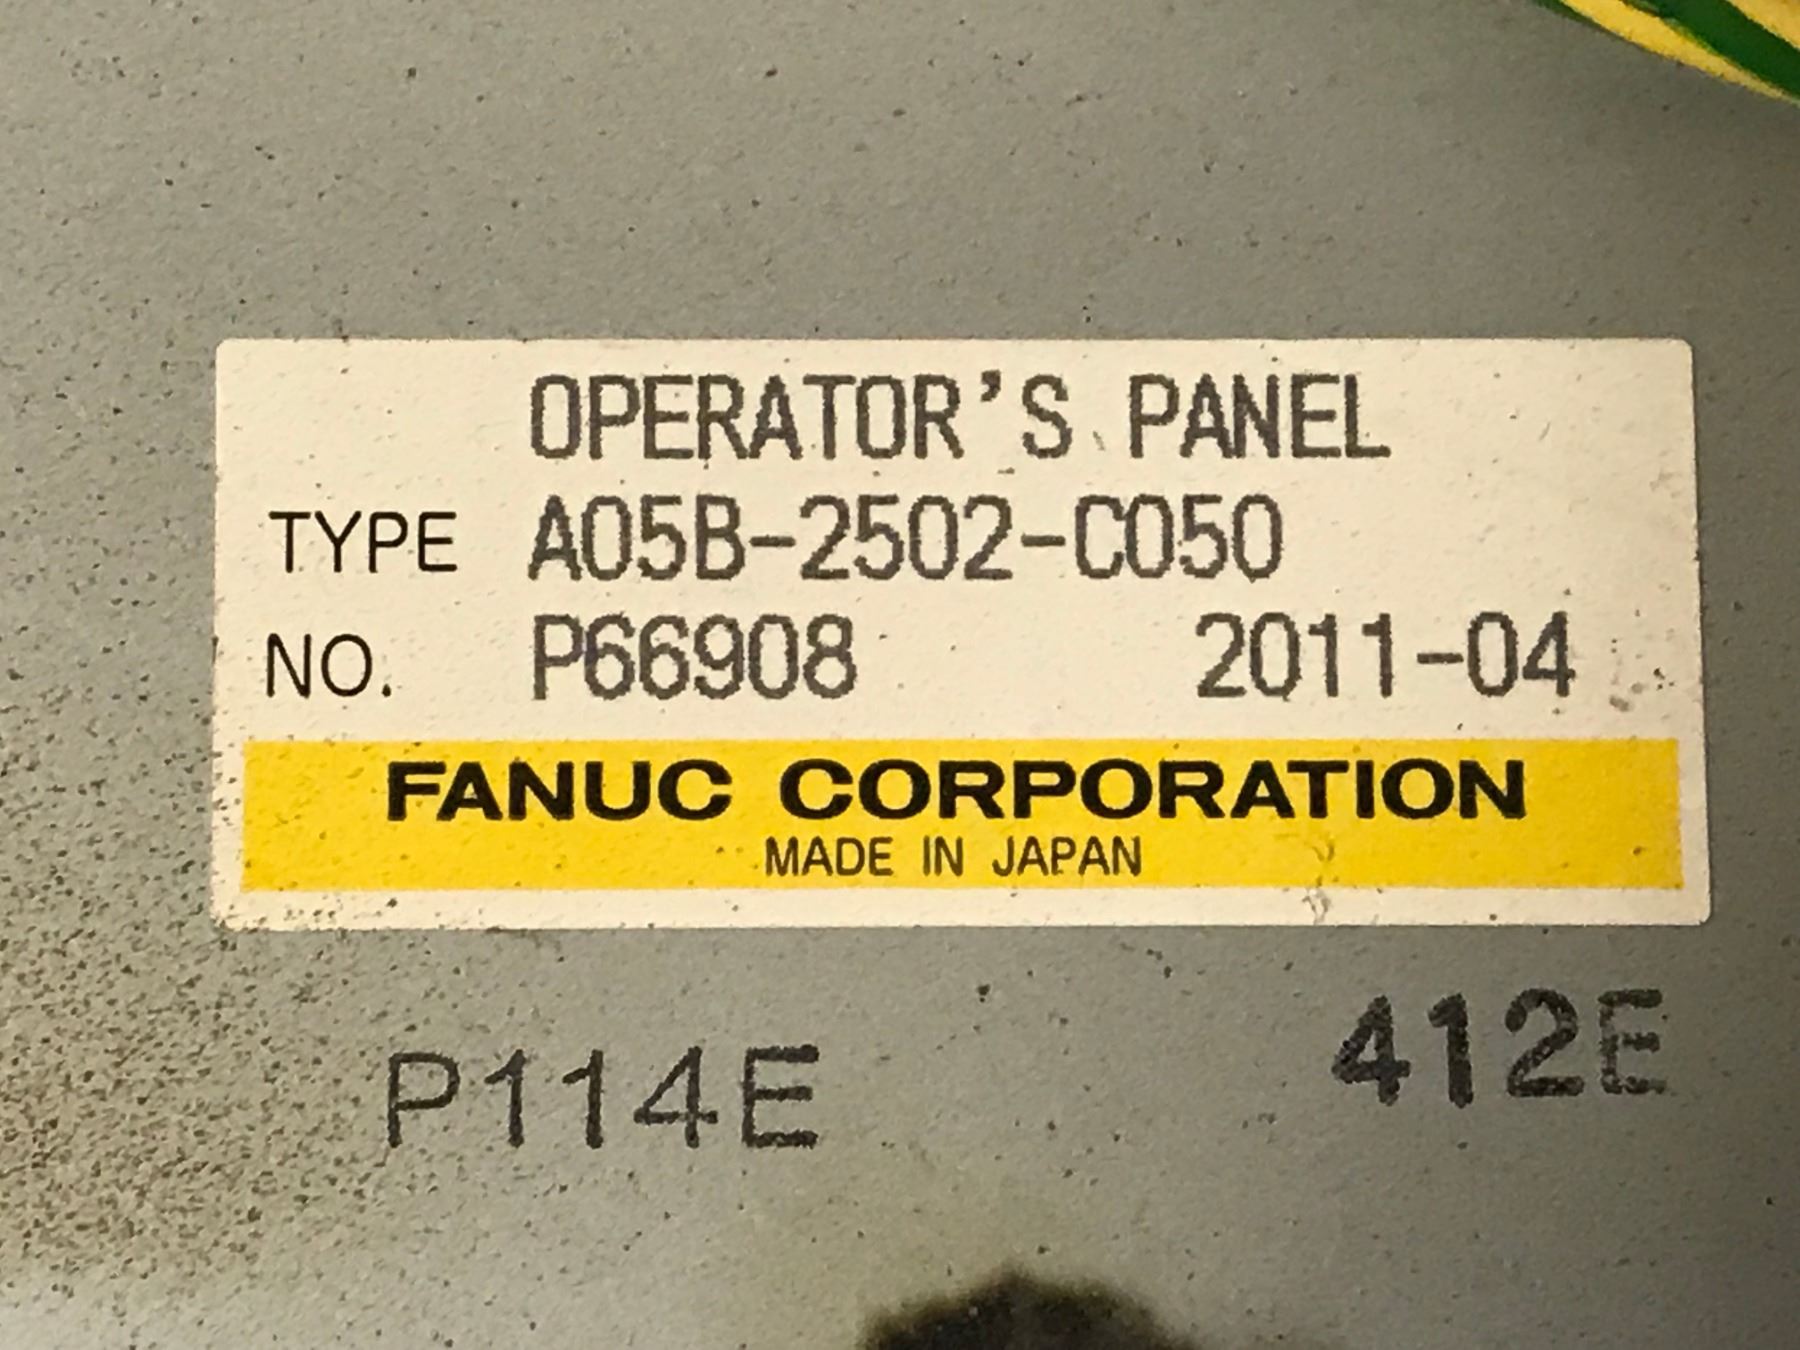 OPERATOR'S PANEL
TYPE A05B-2502-C050
NO. P66908 2011-04
FANUC CORPORATION
MADE IN JAPAN
P114E 412E